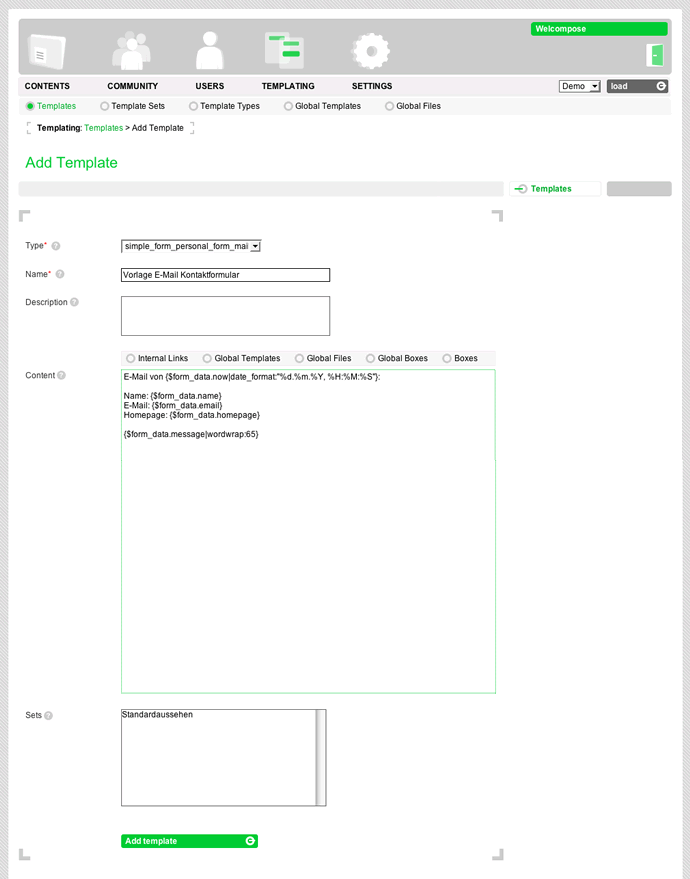 Welcompose
CONTENTS COMMUNITY USERS TEMPLATING SETTINGS Demo load
Templates Template Sets Template Types Global Templates Global Files
Templating: Templates > Add Template
Add Template
Templates
Type* ? simple_form_personal_form_mai
Name* ? Vorlage E-Mail Kontaktformular
Description ?
Internal Links Global Templates Global Files Global Boxes Boxes
Content ?
E-Mail von {$form_data.now|date_format:"%d.%m.%Y, %H:%M:%S"}:
Name: {$form_data.name}
E-Mail: {$form_data.email}
Homepage: {$form_data.homepage}
{$form_data.message|wordwrap:65}
Sets ? Standardaussehen
Add template